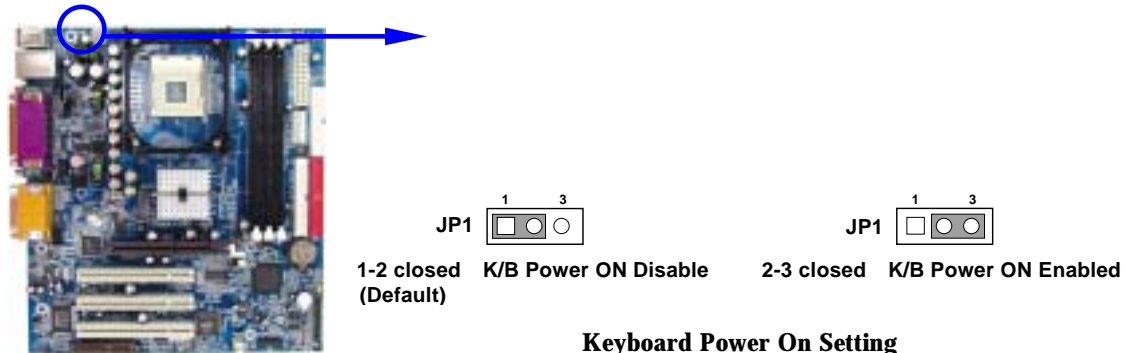 1 3
JP1
1-2 closed K/B Power ON Disable
(Default)
1 3
JP1
2-3 closed K/B Power ON Enabled
Keyboard Power On Setting